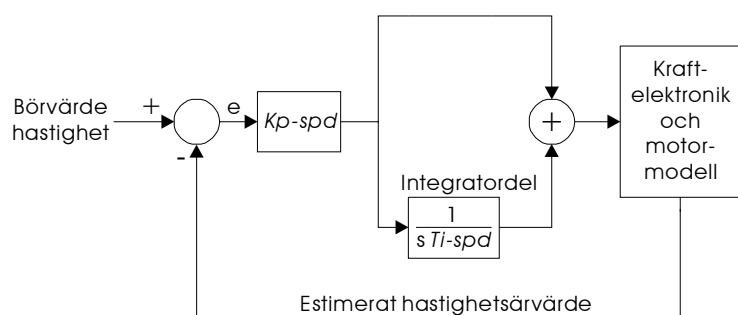 Börvärde
hastighet
+
-
e
Kp-spd
Integratordel
1
s Ti-spd
+
Kraft-
elektronik
och
motor-
modell
Estimerat hastighetsärvärde